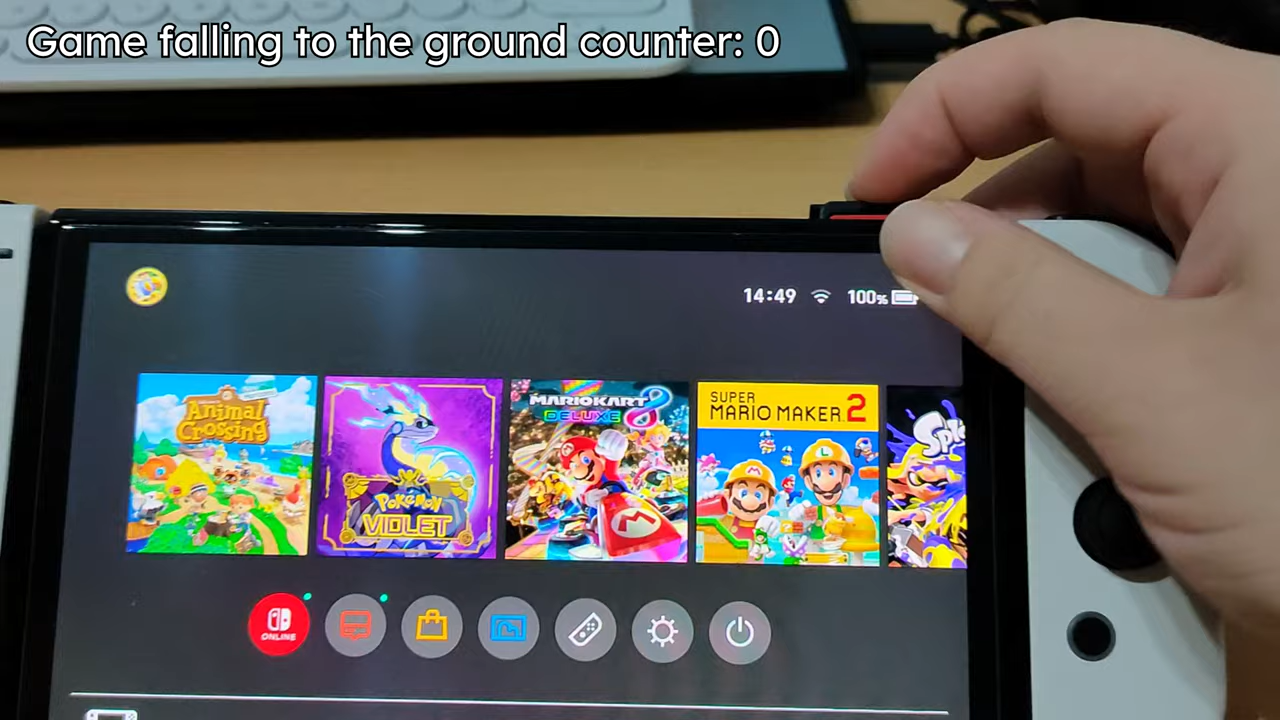 Game falling to the ground counter: 0
14:49
100%
Animal
Crossing
POKÉMON
VIOLET
MARIOKART 8
DELUXE
SUPER
MARIO MAKER 2
Spl
ONLINE